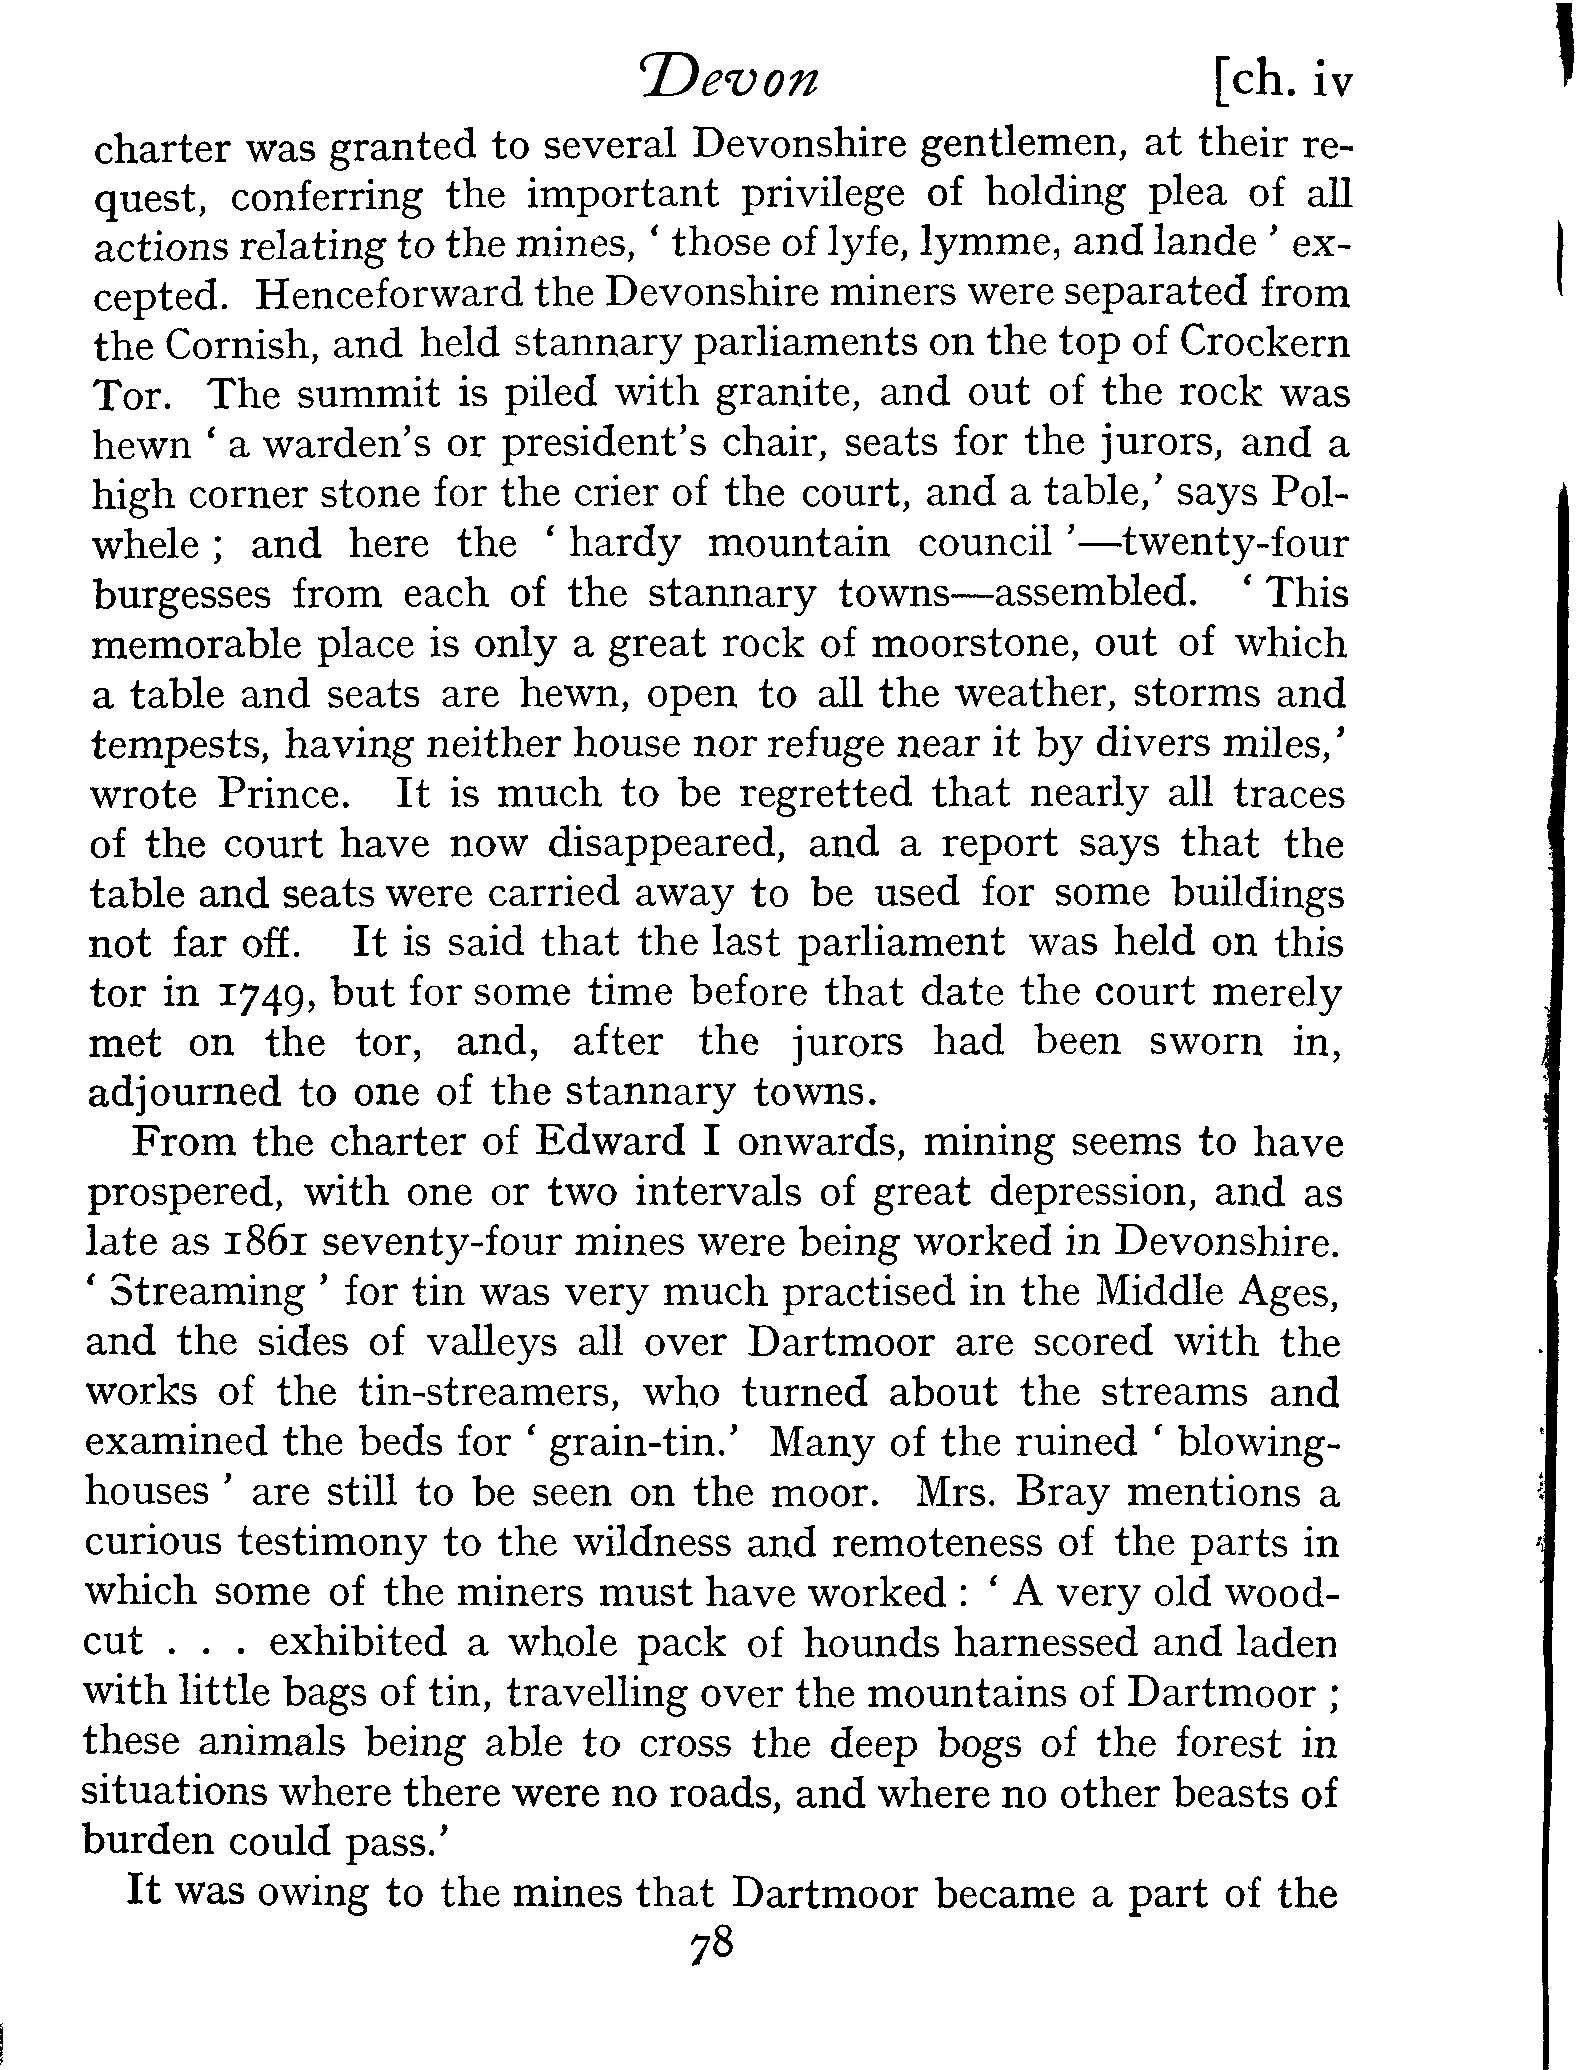 Devon [ch. iv
charter was granted to several Devonshire gentlemen, at their re-
quest, conferring the important privilege of holding plea of all
actions relating to the mines, ‘ those of lyfe, lymme, and lande ’ ex-
cepted. Henceforward the Devonshire miners were separated from
the Cornish, and held stannary parliaments on the top of Crockern
Tor. The summit is piled with granite, and out of the rock was
hewn ‘ a warden’s or president’s chair, seats for the jurors, and a
high corner stone for the crier of the court, and a table,’ says Pol-
whele ; and here the ‘ hardy mountain council ’—twenty-four
burgesses from each of the stannary towns—assembled. ‘ This
memorable place is only a great rock of moorstone, out of which
a table and seats are hewn, open to all the weather, storms and
tempests, having neither house nor refuge near it by divers miles,’
wrote Prince. It is much to be regretted that nearly all traces
of the court have now disappeared, and a report says that the
table and seats were carried away to be used for some buildings
not far off. It is said that the last parliament was held on this
tor in 1749, but for some time before that date the court merely
met on the tor, and, after the jurors had been sworn in,
adjourned to one of the stannary towns.
From the charter of Edward I onwards, mining seems to have
prospered, with one or two intervals of great depression, and as
late as 1861 seventy-four mines were being worked in Devonshire.
‘ Streaming ’ for tin was very much practised in the Middle Ages,
and the sides of valleys all over Dartmoor are scored with the
works of the tin-streamers, who turned about the streams and
examined the beds for ‘ grain-tin.’ Many of the ruined ‘ blowing-
houses ’ are still to be seen on the moor. Mrs. Bray mentions a
curious testimony to the wildness and remoteness of the parts in
which some of the miners must have worked : ‘ A very old wood-
cut . . . exhibited a whole pack of hounds harnessed and laden
with little bags of tin, travelling over the mountains of Dartmoor ;
these animals being able to cross the deep bogs of the forest in
situations where there were no roads, and where no other beasts of
burden could pass.’
It was owing to the mines that Dartmoor became a part of the
78